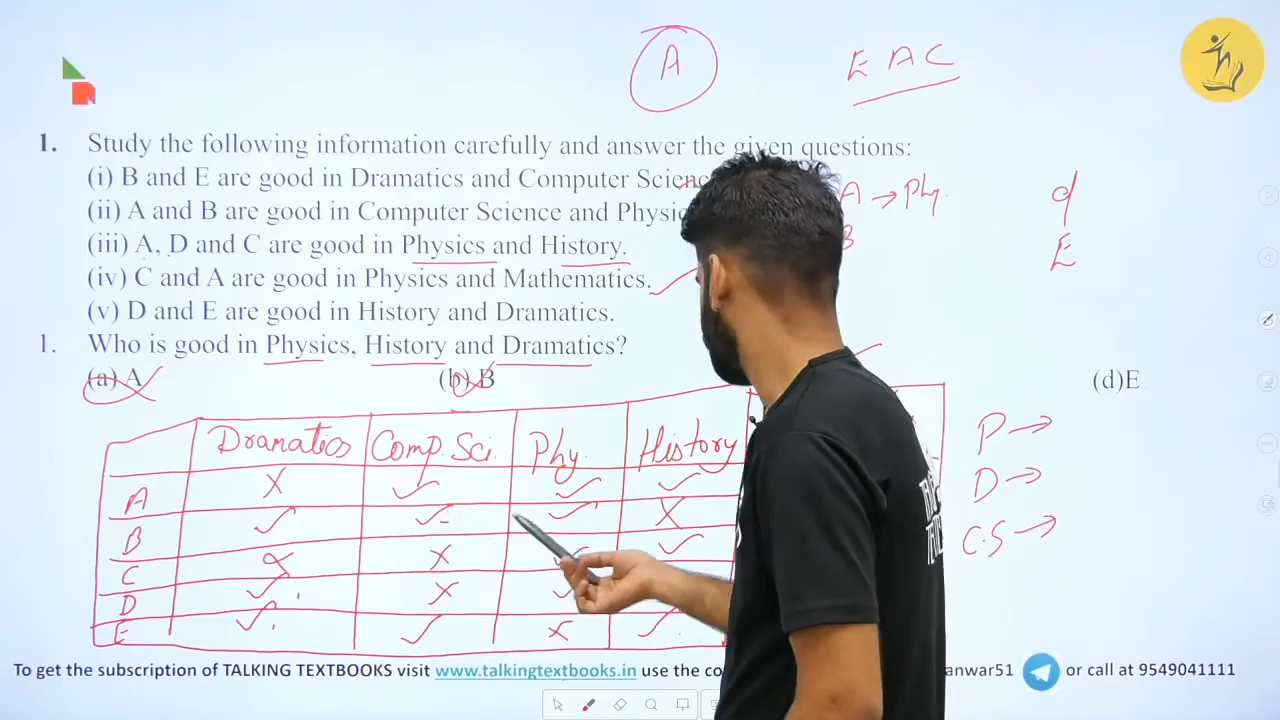 A
E A C
1. Study the following information carefully and answer the given questions:
(i) B and E are good in Dramatics and Computer
(ii) A and B are good in Computer Science and
A → Phy.
(iii) A, D and C are good in Physics and History.
B
E
(iv) C and A are good in Physics and Mathematics.
(v) D and E are good in History and Dramatics.
1. Who is good in Physics, History and Dramatics?
(a) A (b) B (d)E
Dramatics Comp. Sci. Phy. History
A X ✓ ✓ ✓
B ✓ ✓ ✓ X
C X X ✓ ✓
D ✓ X ✓
E ✓ ✓ X ✓
P →
D →
C.S →
To get the subscription of TALKING TEXTBOOKS visit www.talkingtextbooks.in use the anwar51 or call at 9549041111